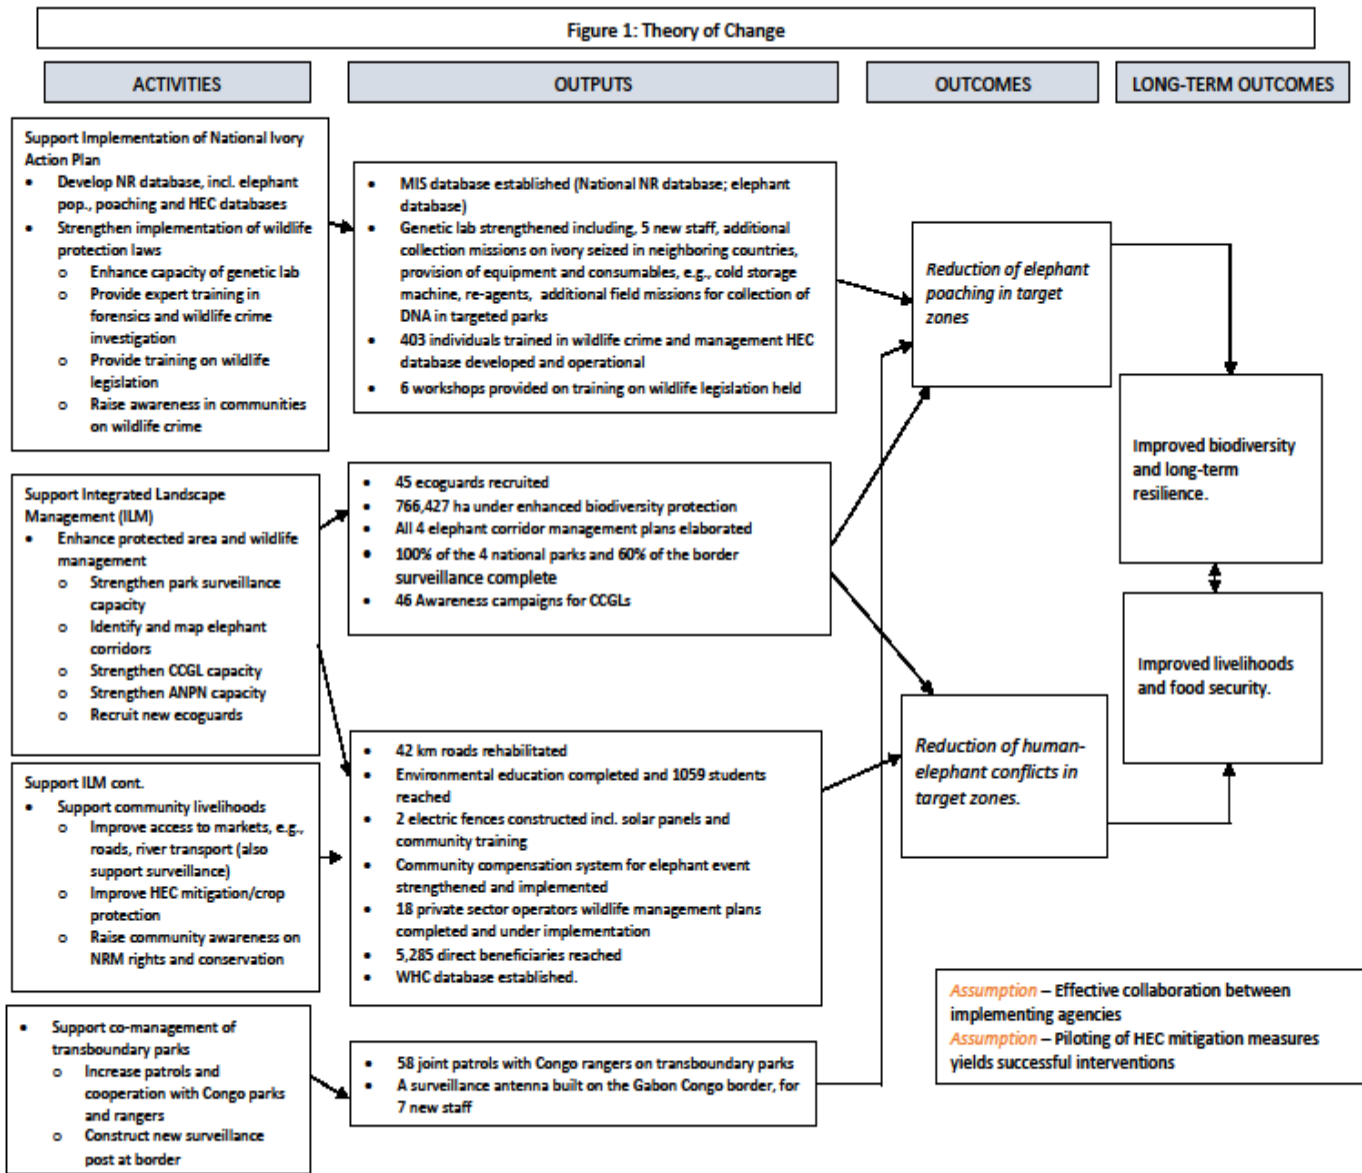 Figure 1: Theory of Change
ACTIVITIES
OUTPUTS
OUTCOMES
LONG-TERM OUTCOMES
Support Implementation of National Ivory
Action Plan
• Develop NR database, incl. elephant
pop., poaching and HEC databases
• Strengthen implementation of wildlife
protection laws
o Enhance capacity of genetic lab
o Provide expert training in
forensics and wildlife crime
investigation
o Provide training on wildlife
legislation
o Raise awareness in communities
on wildlife crime
Support Integrated Landscape
Management (ILM)
• Enhance protected area and wildlife
management
o Strengthen park surveillance
capacity
o Identify and map elephant
corridors
o Strengthen CCGL capacity
o Strengthen ANPN capacity
o Recruit new ecoguards
Support ILM cont.
• Support community livelihoods
o Improve access to markets, e.g.,
roads, river transport (also
support surveillance)
o Improve HEC mitigation/crop
protection
o Raise community awareness on
NRM rights and conservation
• Support co-management of
transboundary parks
o Increase patrols and
cooperation with Congo parks
and rangers
o Construct new surveillance
post at border
• MIS database established (National NR database; elephant
database)
• Genetic lab strengthened including, 5 new staff, additional
collection missions on ivory seized in neighboring countries,
provision of equipment and consumables, e.g., cold storage
machine, re-agents, additional field missions for collection of
DNA in targeted parks
• 403 individuals trained in wildlife crime and management HEC
database developed and operational
• 6 workshops provided on training on wildlife legislation held
• 45 ecoguards recruited
• 766,427 ha under enhanced biodiversity protection
• All 4 elephant corridor management plans elaborated
• 100% of the 4 national parks and 60% of the border
surveillance complete
• 46 Awareness campaigns for CCGLs
• 42 km roads rehabilitated
• Environmental education completed and 1059 students
reached
• 2 electric fences constructed incl. solar panels and
community training
• Community compensation system for elephant event
strengthened and implemented
• 18 private sector operators wildlife management plans
completed and under implementation
• 5,285 direct beneficiaries reached
• WHC database established.
• 58 joint patrols with Congo rangers on transboundary parks
• A surveillance antenna built on the Gabon Congo border, for
7 new staff
Reduction of elephant
poaching in target
zones
Reduction of human-
elephant conflicts in
target zones.
Improved biodiversity
and long-term
resilience.
Improved livelihoods
and food security.
Assumption – Effective collaboration between
implementing agencies
Assumption – Piloting of HEC mitigation measures
yields successful interventions